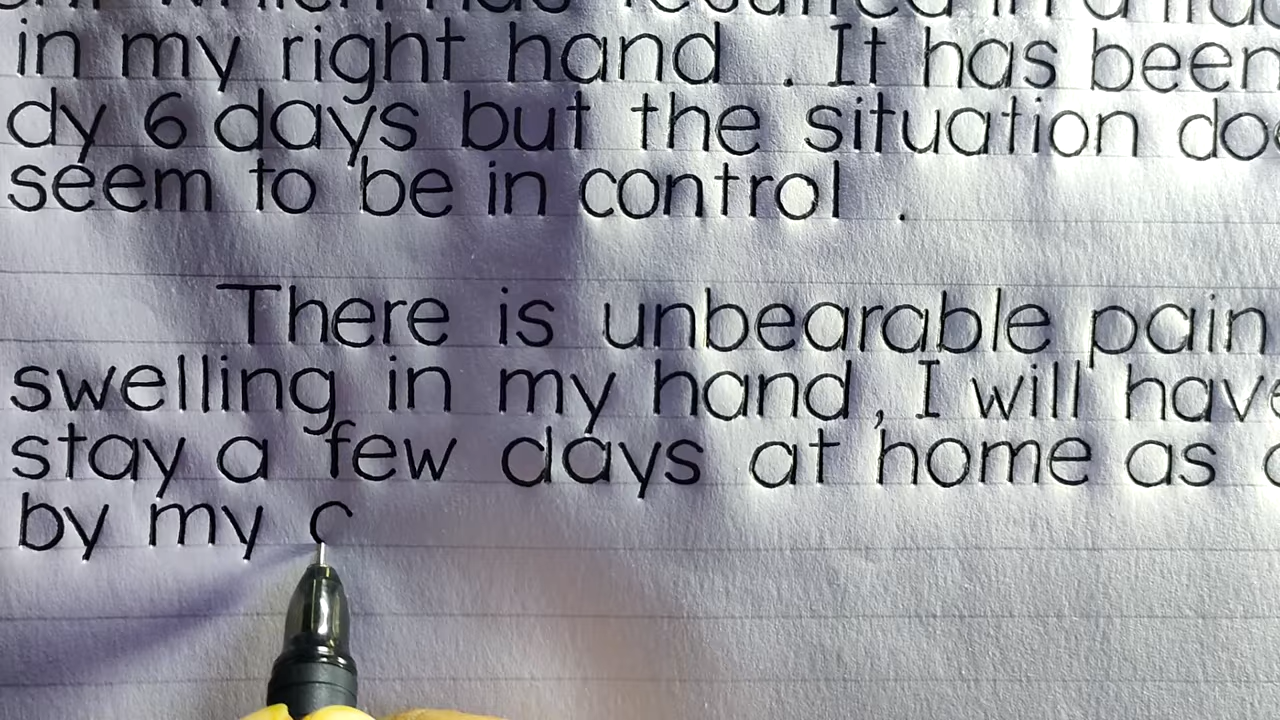 in my right hand . It has been
dy 6 days but the situation
seem to be in control .
There is unbearable pain
swelling in my hand, I will have
stay a few days at home as
by my